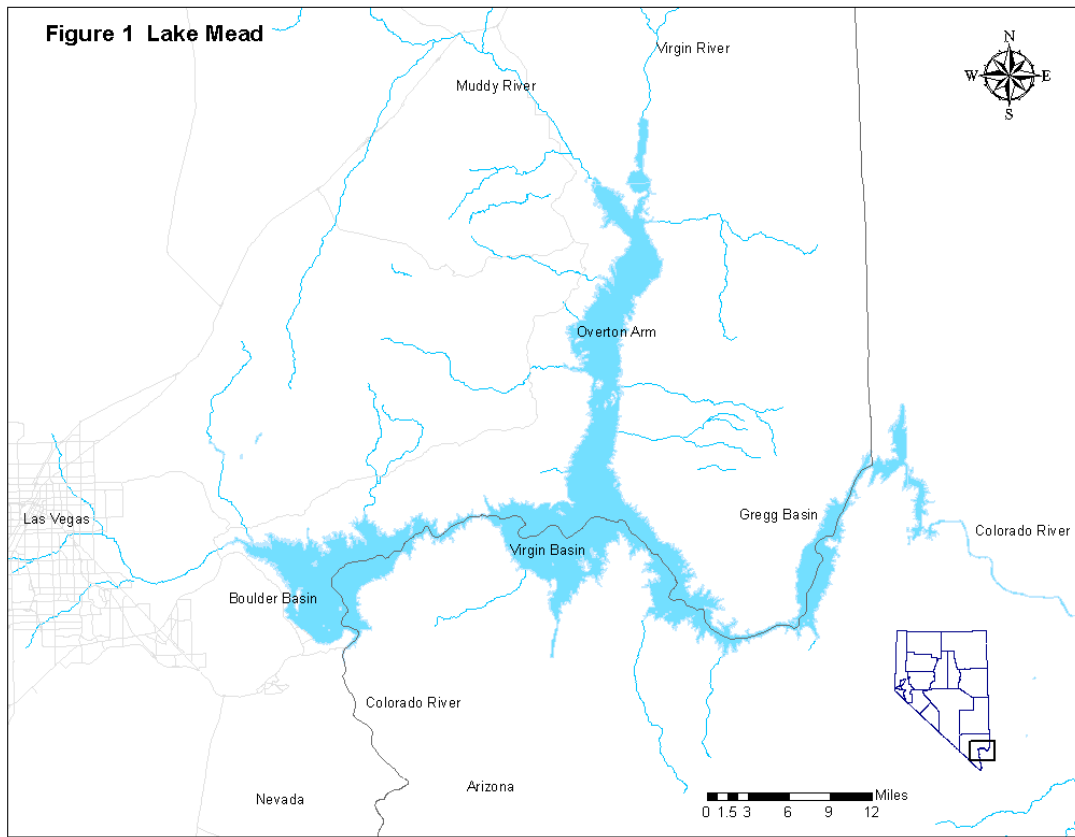 Figure 1 Lake Mead
Virgin River
N
W
E
S
Muddy River
Overton Arm
Las Vegas
Gregg Basin
Colorado River
Virgin Basin
Boulder Basin
Colorado River
Arizona
Nevada
Miles
0 1.5 3 6 9 12